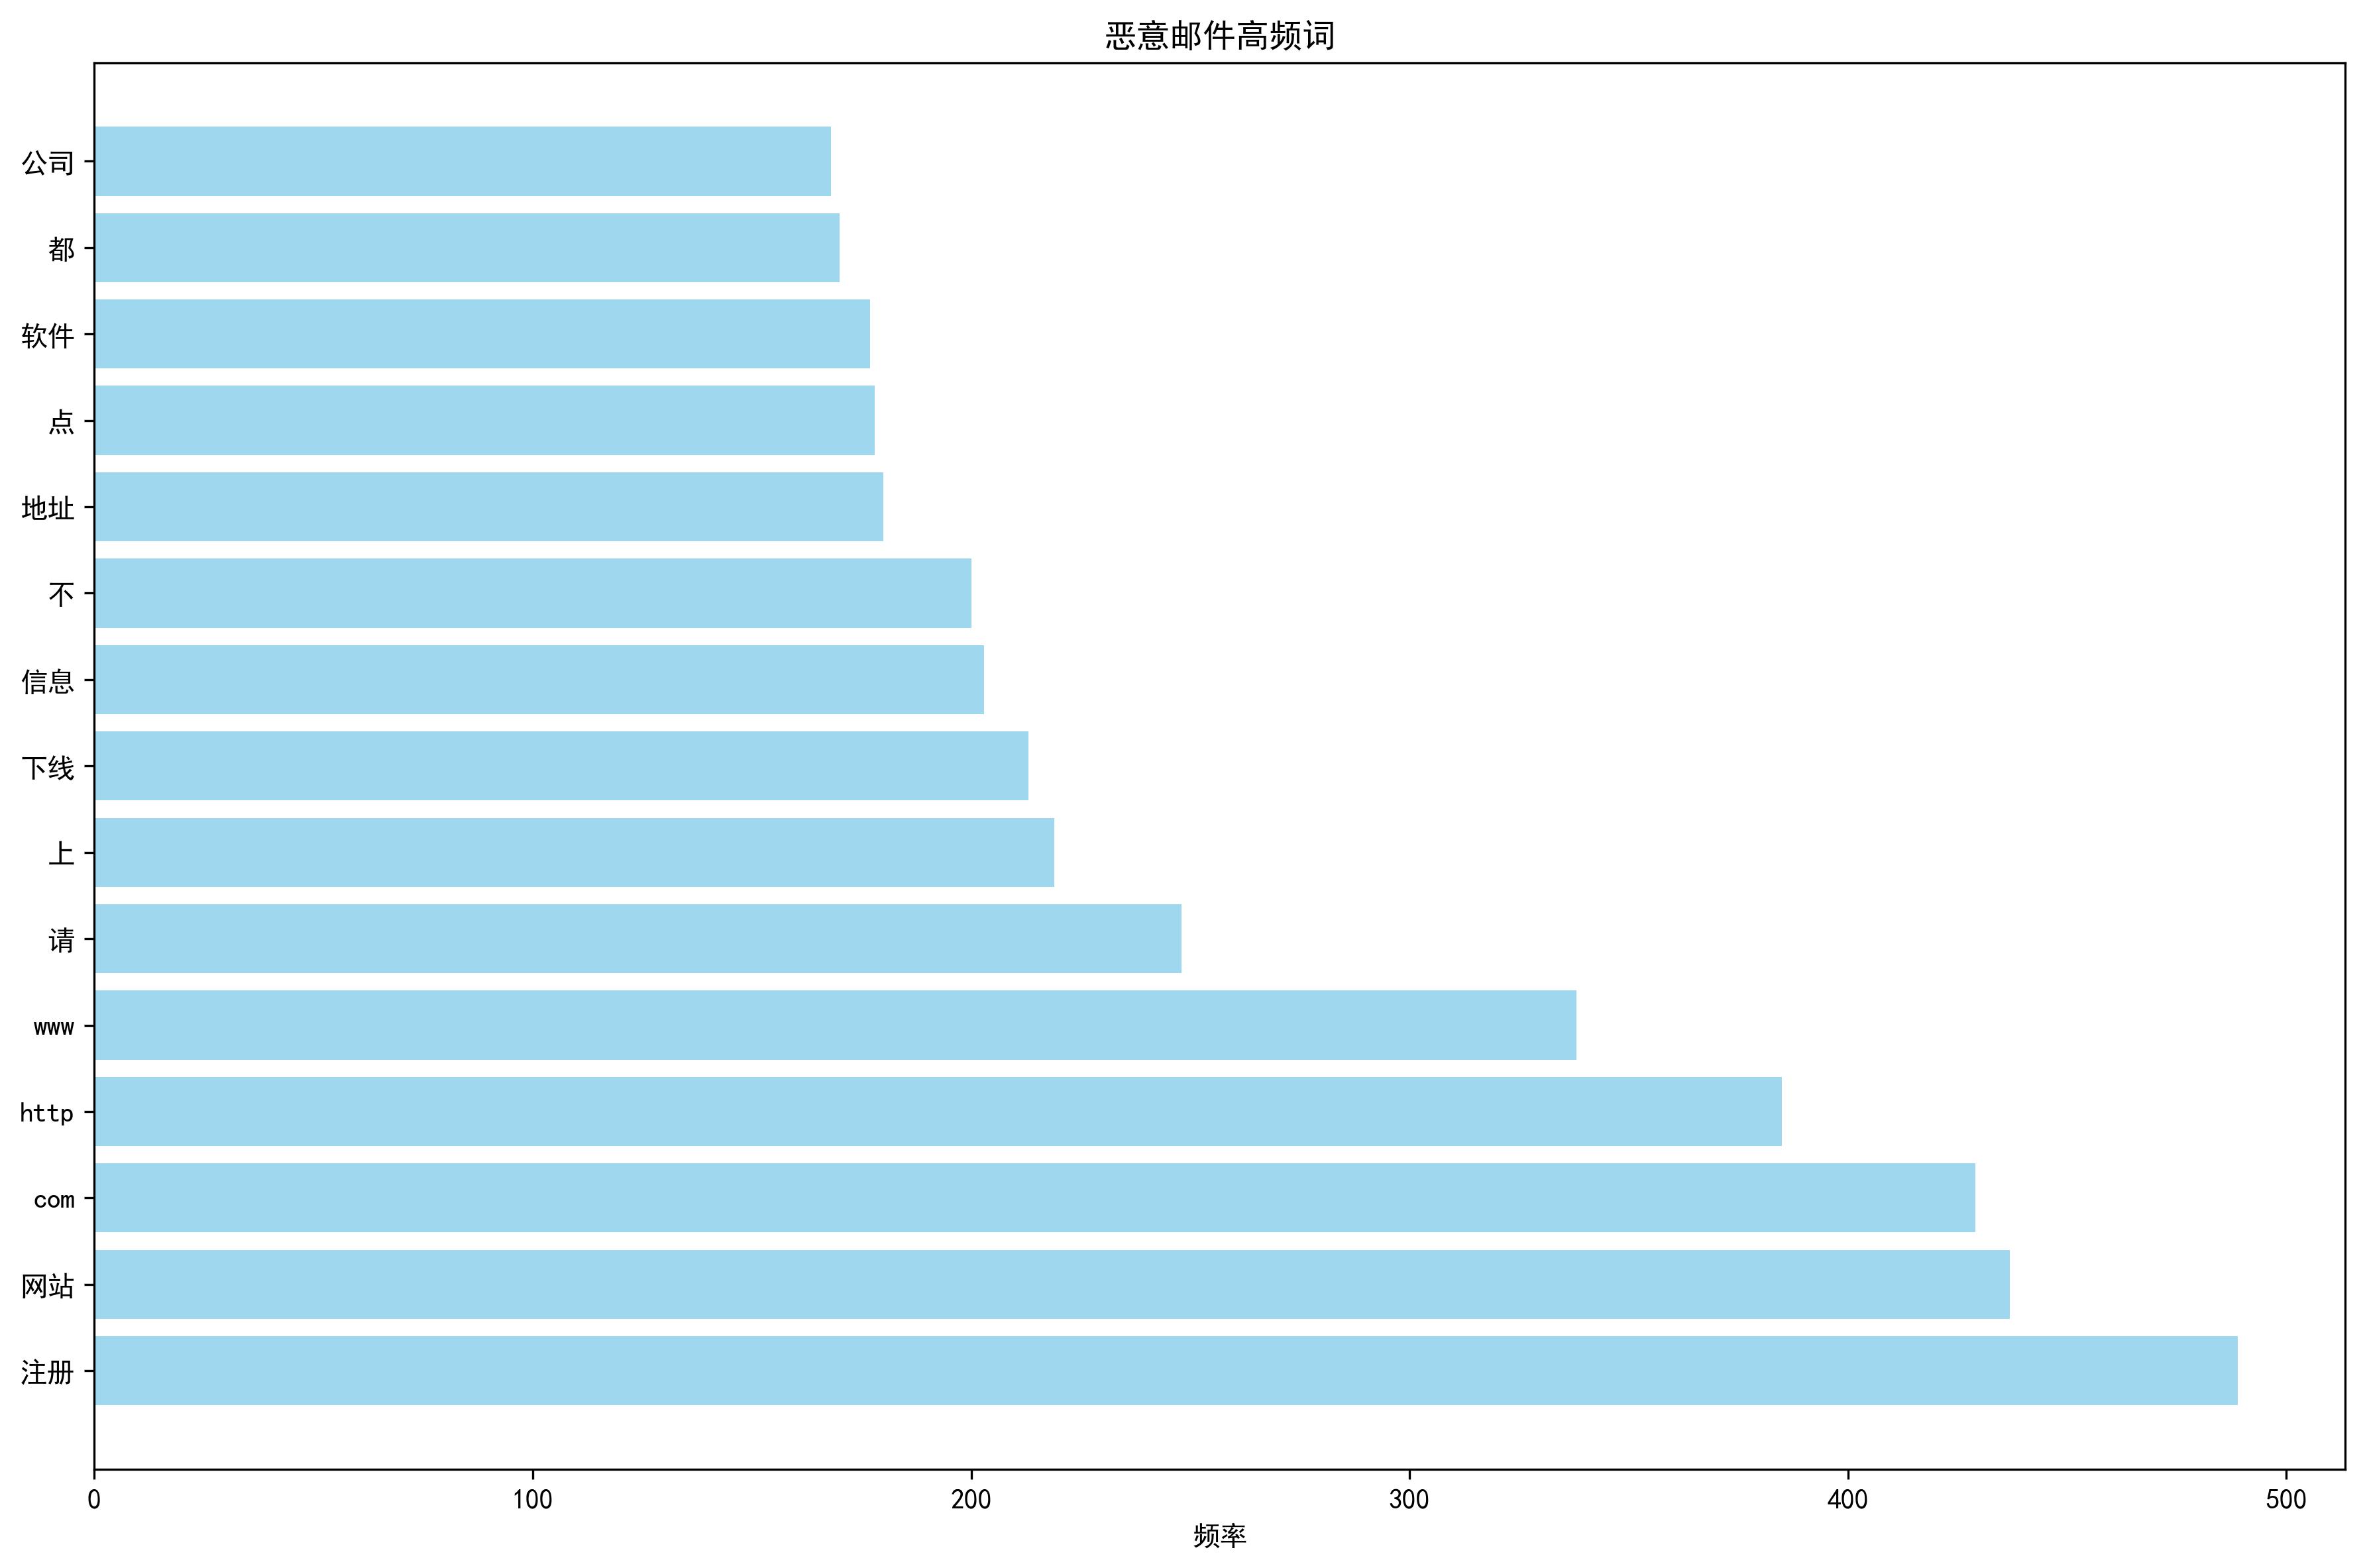 恶意邮件高频词
公司
都
软件
点
地址
不
信息
下线
上
请
www
http
com
网站
注册
0 100 200 300 400 500
频率